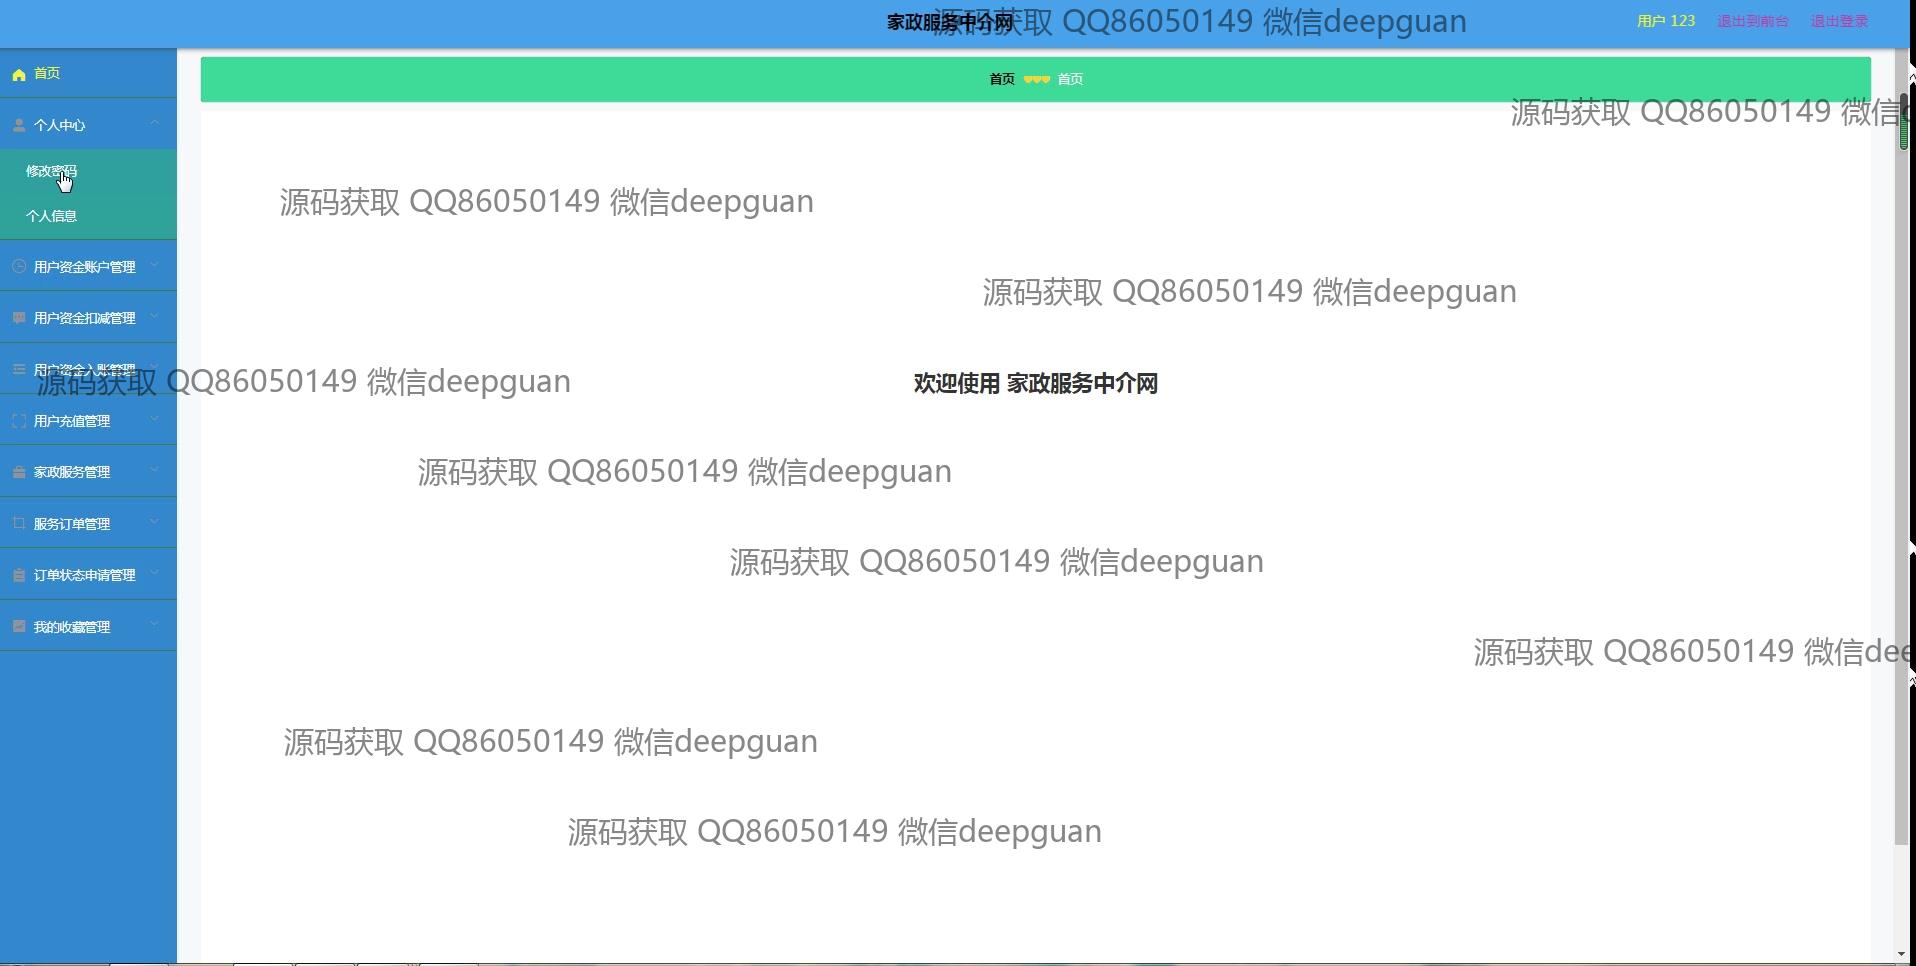 家政服务中介网
源码获取 QQ86050149 微信deepguan
用户 123
退出到前台
退出登录
首页
首页 首页
源码获取 QQ86050149 微信d
个人中心
修改密码
源码获取 QQ86050149 微信deepguan
个人信息
用户资金账户管理
源码获取 QQ86050149 微信deepguan
用户资金扣减管理
用户资金入账管理
源码获取 QQ86050149 微信deepguan
欢迎使用 家政服务中介网
用户充值管理
家政服务管理
源码获取 QQ86050149 微信deepguan
服务订单管理
源码获取 QQ86050149 微信deepguan
订单状态申请管理
我的收藏管理
源码获取 QQ86050149 微信dee
源码获取 QQ86050149 微信deepguan
源码获取 QQ86050149 微信deepguan